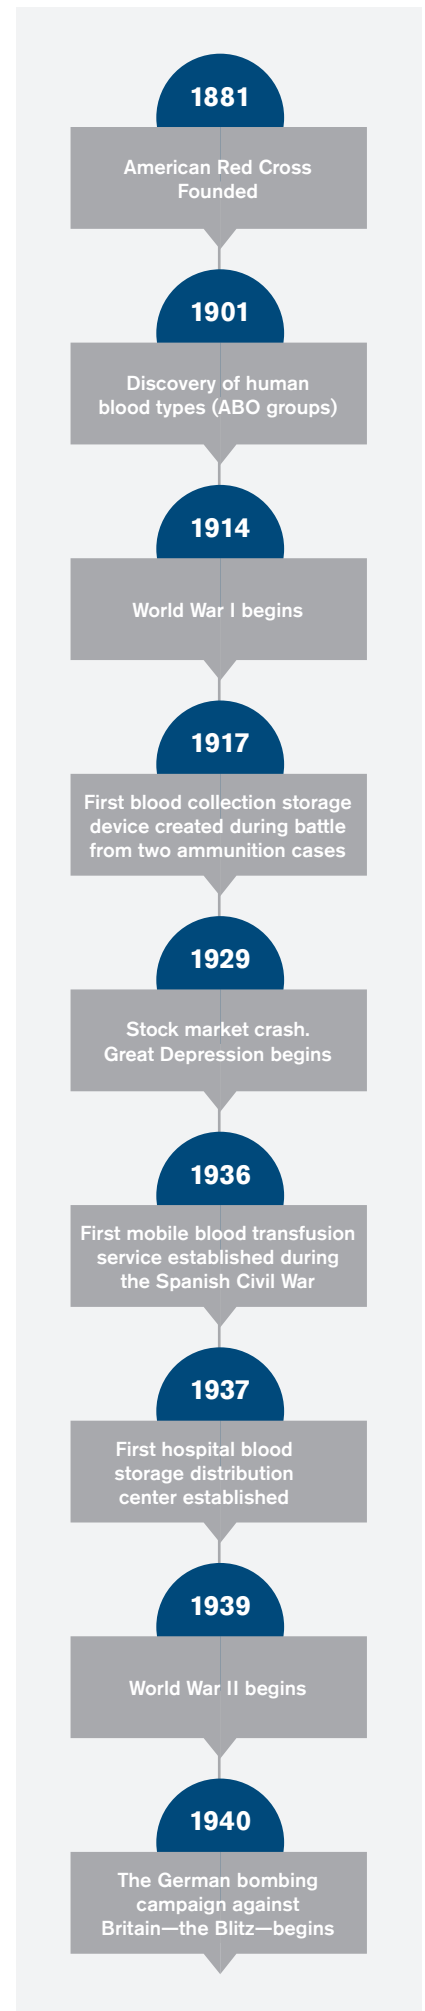 1881
American Red Cross
Founded
1901
Discovery of human
blood types (ABO groups)
1914
World War I begins
1917
First blood collection storage
device created during battle
from two ammunition cases
1929
Stock market crash.
Great Depression begins
1936
First mobile blood transfusion
service established during
the Spanish Civil War
1937
First hospital blood
storage distribution
center established
1939
World War II begins
1940
The German bombing
campaign against
Britain—the Blitz—begins